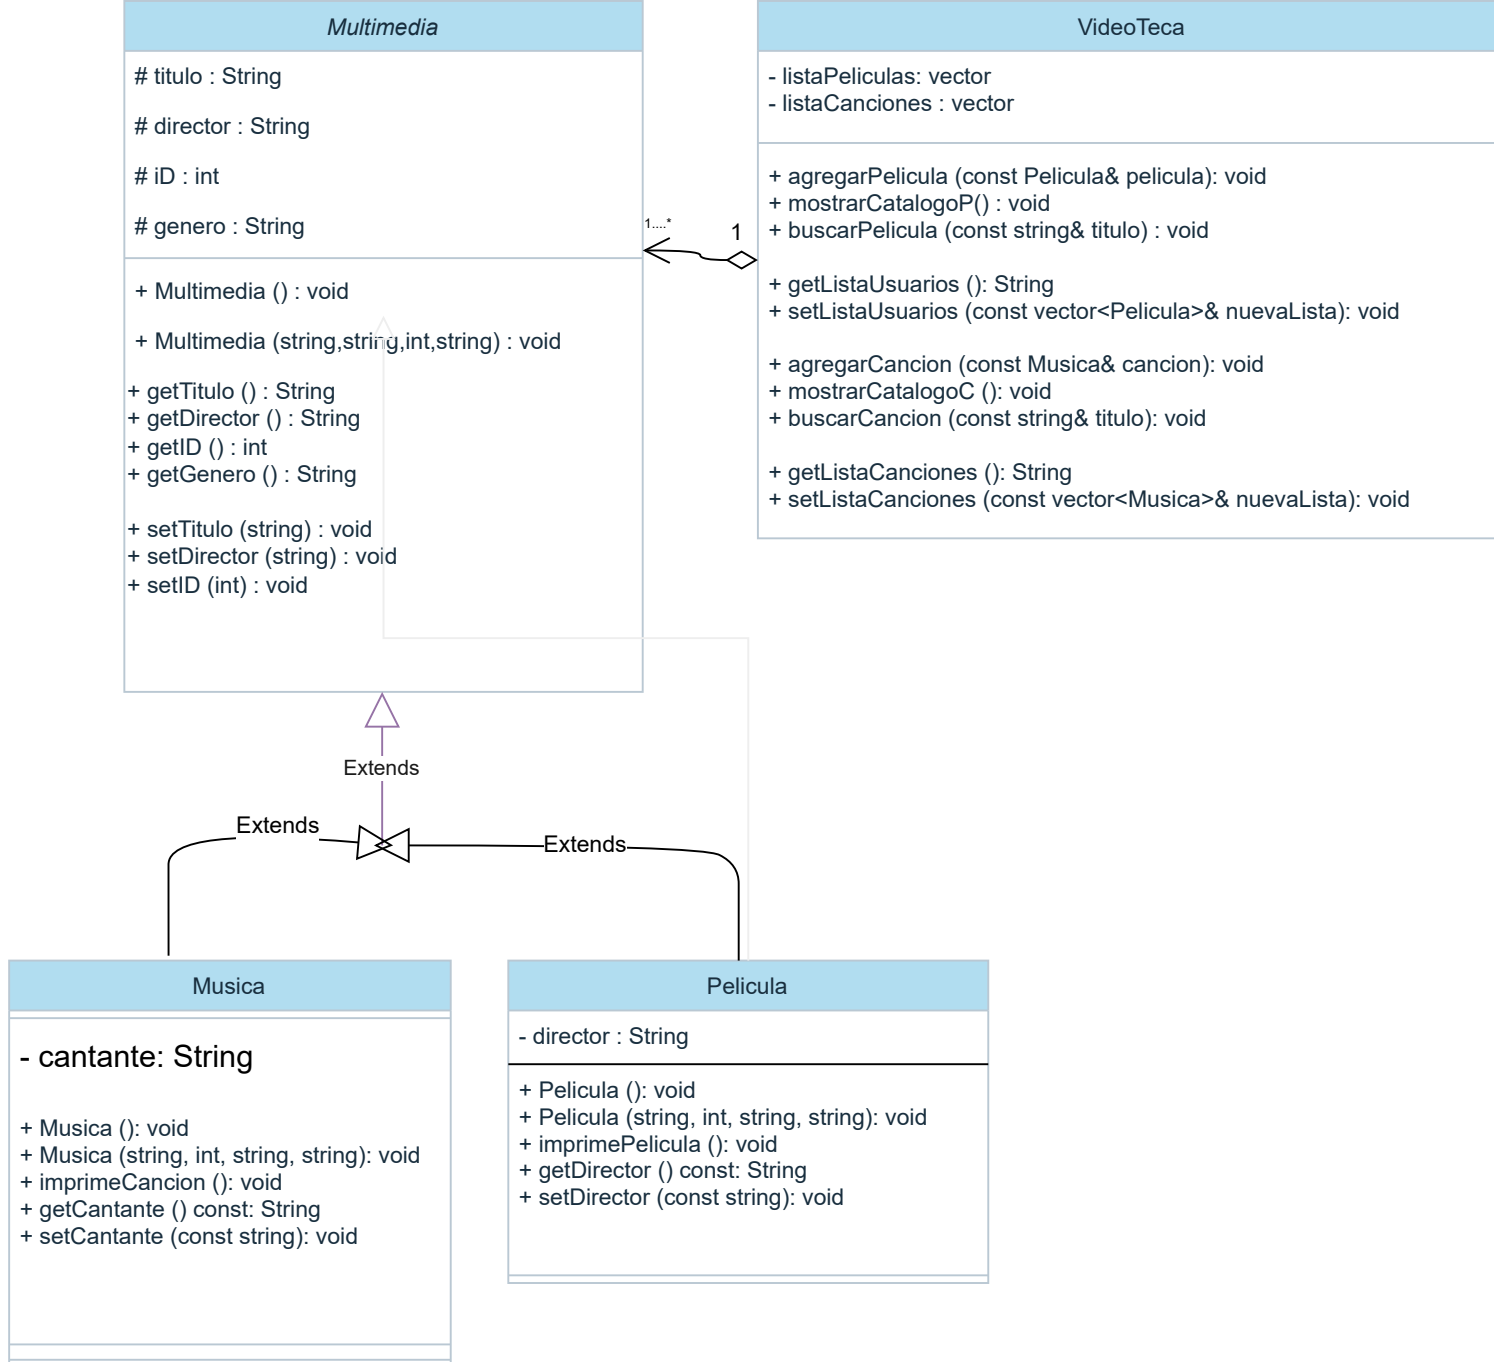 Multimedia
# titulo : String
# director : String
# iD : int
# genero : String
+ Multimedia () : void
+ Multimedia (string,string,int,string) : void
+ getTitulo () : String
+ getDirector () : String
+ getID () : int
+ getGenero () : String
+ setTitulo (string) : void
+ setDirector (string) : void
+ setID (int) : void
1....*
1
VideoTeca
- listaPeliculas: vector
- listaCanciones : vector
+ agregarPelicula (const Pelicula& pelicula): void
+ mostrarCatalogoP() : void
+ buscarPelicula (const string& titulo) : void
+ getListaUsuarios (): String
+ setListaUsuarios (const vector<Pelicula>& nuevaLista): void
+ agregarCancion (const Musica& cancion): void
+ mostrarCatalogoC (): void
+ buscarCancion (const string& titulo): void
+ getListaCanciones (): String
+ setListaCanciones (const vector<Musica>& nuevaLista): void
Extends
Extends
Extends
Musica
- cantante: String
+ Musica (): void
+ Musica (string, int, string, string): void
+ imprimeCancion (): void
+ getCantante () const: String
+ setCantante (const string): void
Pelicula
- director : String
+ Pelicula (): void
+ Pelicula (string, int, string, string): void
+ imprimePelicula (): void
+ getDirector () const: String
+ setDirector (const string): void